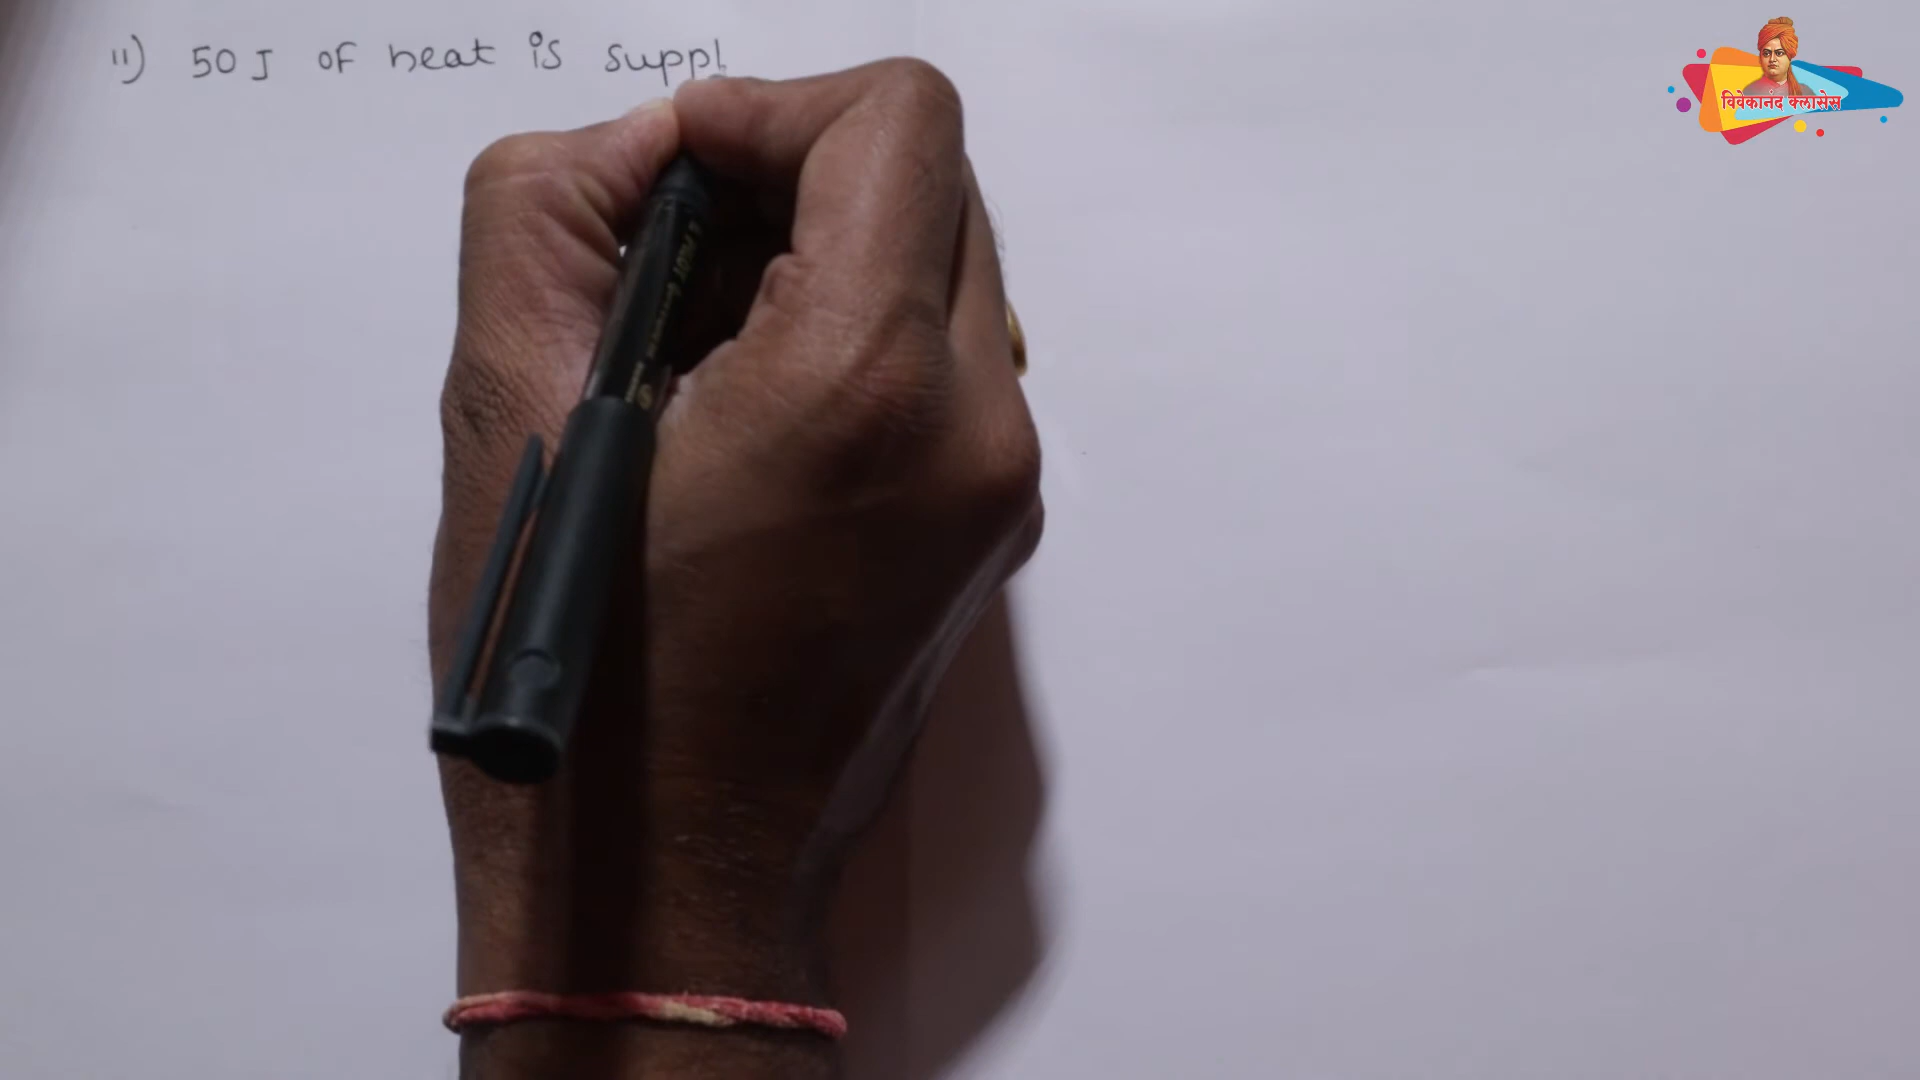 11) 50 J of heat is suppl
विवेकानंद क्लासेस